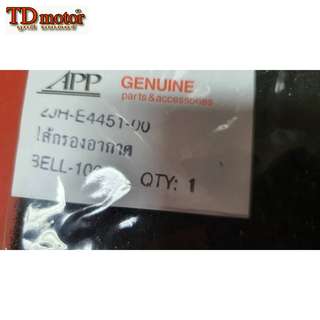 TD motor
APP
GENUINE
parts & accessories
2JH-E4451-00
ไส้กรองอากาศ
BELL-100 QTY: 1